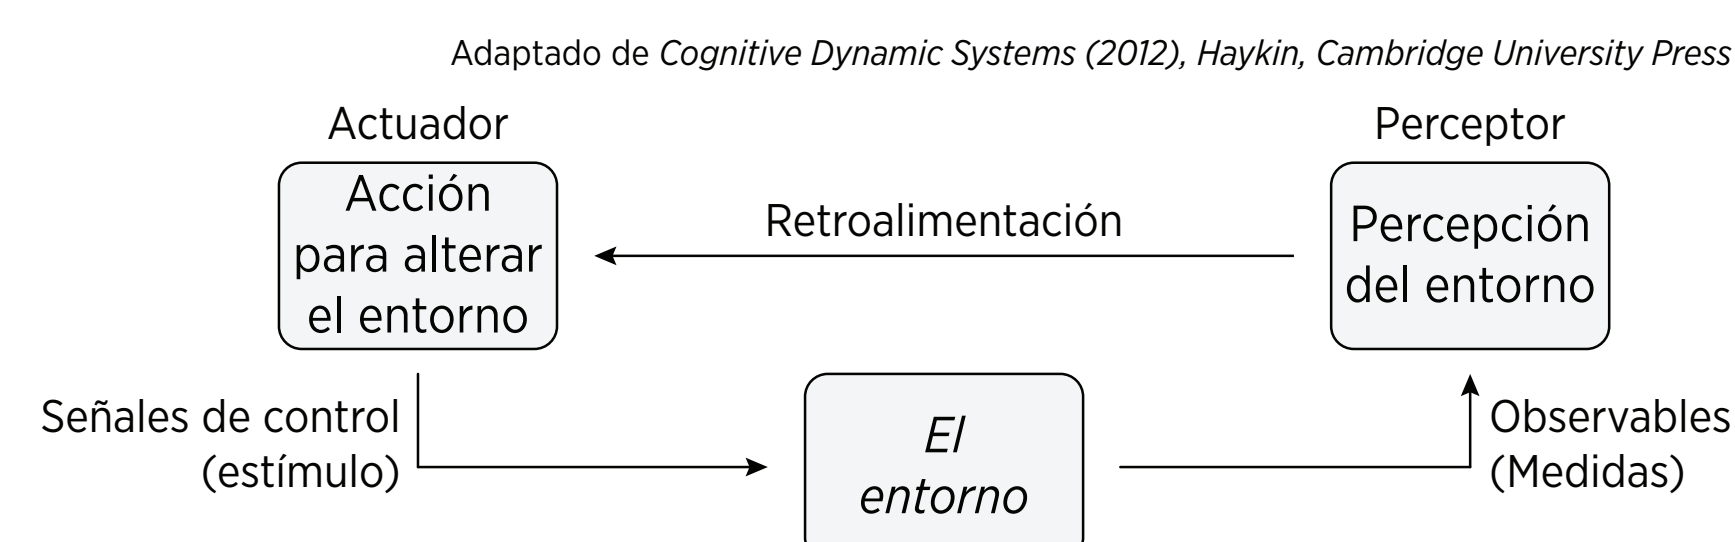 Adaptado de Cognitive Dynamic Systems (2012), Haykin, Cambridge University Press
Actuador
Perceptor
Acción
para alterar
el entorno
Retroalimentación
Percepción
del entorno
Señales de control
(estímulo)
El
entorno
Observables
(Medidas)